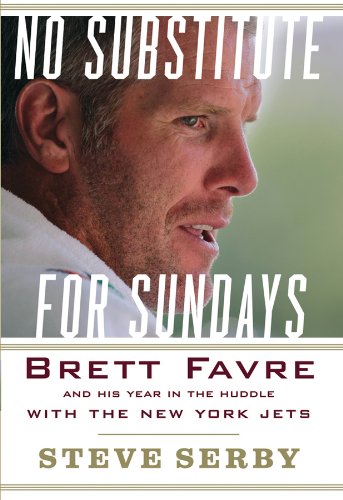 NO SUBSTITUTE
FOR SUNDAYS
BRETT FAVRE
AND HIS YEAR IN THE HUDDLE
WITH THE NEW YORK JETS
STEVE SERBY